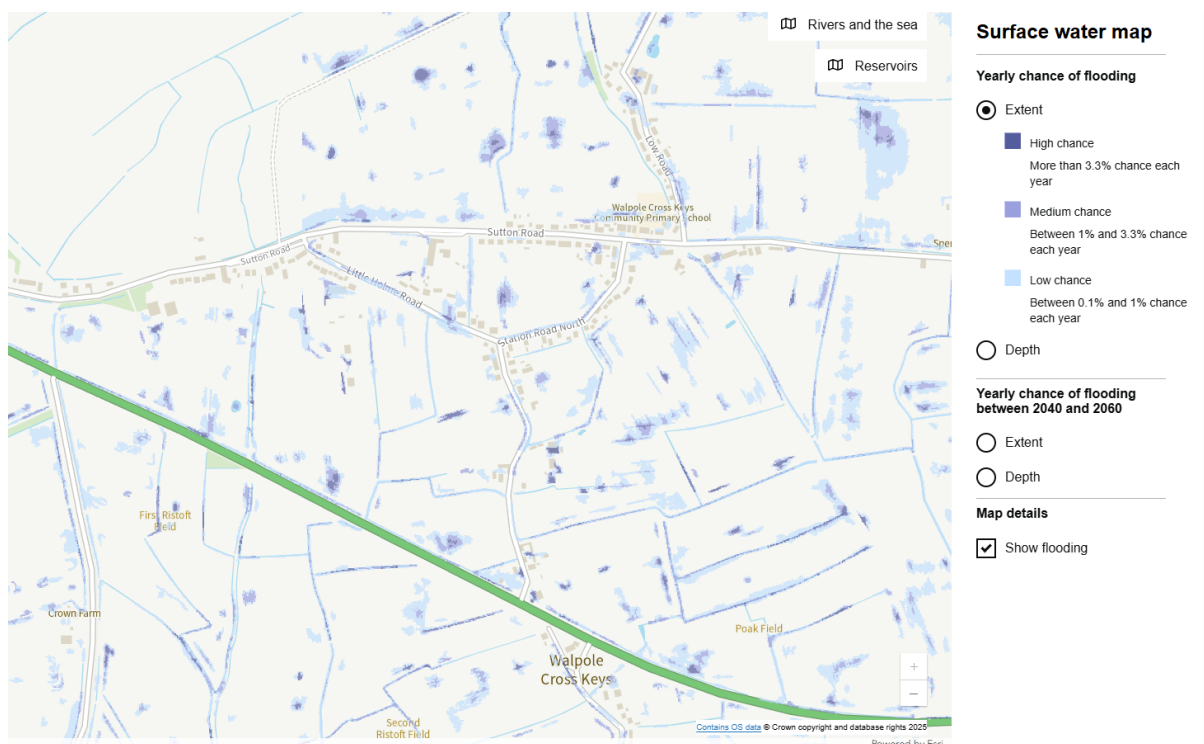 Rivers and the sea
Reservoirs
Low Road
Walpole Cross Keys
Community Primary School
Sutton Road
Sutton Road
Little Holme Road
Station Road North
First Ristoft
Field
Crown Farm
Poak Field
Walpole
Cross Keys
Second
Ristoft Field
+
−
Contains OS data © Crown copyright and database rights 2025
Powered by Esri
Surface water map
Yearly chance of flooding
Extent
High chance
More than 3.3% chance each
year
Medium chance
Between 1% and 3.3% chance
each year
Low chance
Between 0.1% and 1% chance
each year
Depth
Yearly chance of flooding
between 2040 and 2060
Extent
Depth
Map details
Show flooding